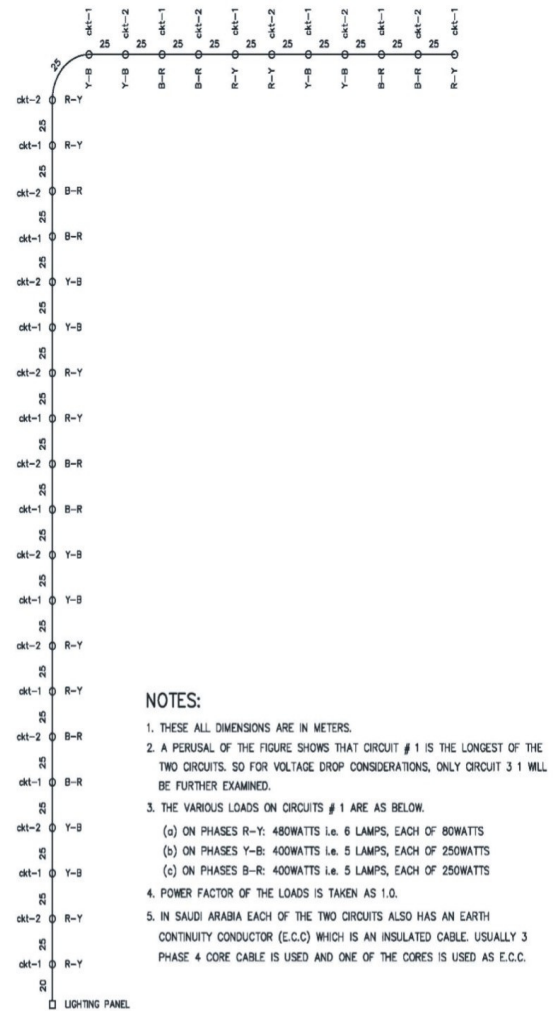 ckt-1 ckt-2 ckt-1 ckt-2 ckt-1 ckt-2 ckt-1 ckt-2 ckt-1 ckt-2 ckt-1
25 25 25 25 25 25 25 25 25 25
25
Y-B Y-B B-R B-R R-Y R-Y Y-B Y-B B-R B-R R-Y
ckt-2 R-Y
25
ckt-1 R-Y
25
ckt-2 B-R
25
ckt-1 B-R
25
ckt-2 Y-B
25
ckt-1 Y-B
25
ckt-2 R-Y
25
ckt-1 R-Y
25
ckt-2 B-R
25
ckt-1 B-R
25
ckt-2 Y-B
25
ckt-1 Y-B
25
ckt-2 R-Y
25
ckt-1 R-Y
25
ckt-2 B-R
25
ckt-1 B-R
25
ckt-2 Y-B
25
ckt-1 Y-B
25
ckt-2 R-Y
25
ckt-1 R-Y
20
LIGHTING PANEL
NOTES:
1. THESE ALL DIMENSIONS ARE IN METERS.
2. A PERUSAL OF THE FIGURE SHOWS THAT CIRCUIT # 1 IS THE LONGEST OF THE
TWO CIRCUITS. SO FOR VOLTAGE DROP CONSIDERATIONS, ONLY CIRCUIT 3 1 WILL
BE FURTHER EXAMINED.
3. THE VARIOUS LOADS ON CIRCUITS # 1 ARE AS BELOW.
(a) ON PHASES R-Y: 480WATTS i.e. 6 LAMPS, EACH OF 80WATTS
(b) ON PHASES Y-B: 400WATTS i.e. 5 LAMPS, EACH OF 250WATTS
(c) ON PHASES B-R: 400WATTS i.e. 5 LAMPS, EACH OF 250WATTS
4. POWER FACTOR OF THE LOADS IS TAKEN AS 1.0.
5. IN SAUDI ARABIA EACH OF THE TWO CIRCUITS ALSO HAS AN EARTH
CONTINUITY CONDUCTOR (E.C.C) WHICH IS AN INSULATED CABLE. USUALLY 3
PHASE 4 CORE CABLE IS USED AND ONE OF THE CORES IS USED AS E.C.C.